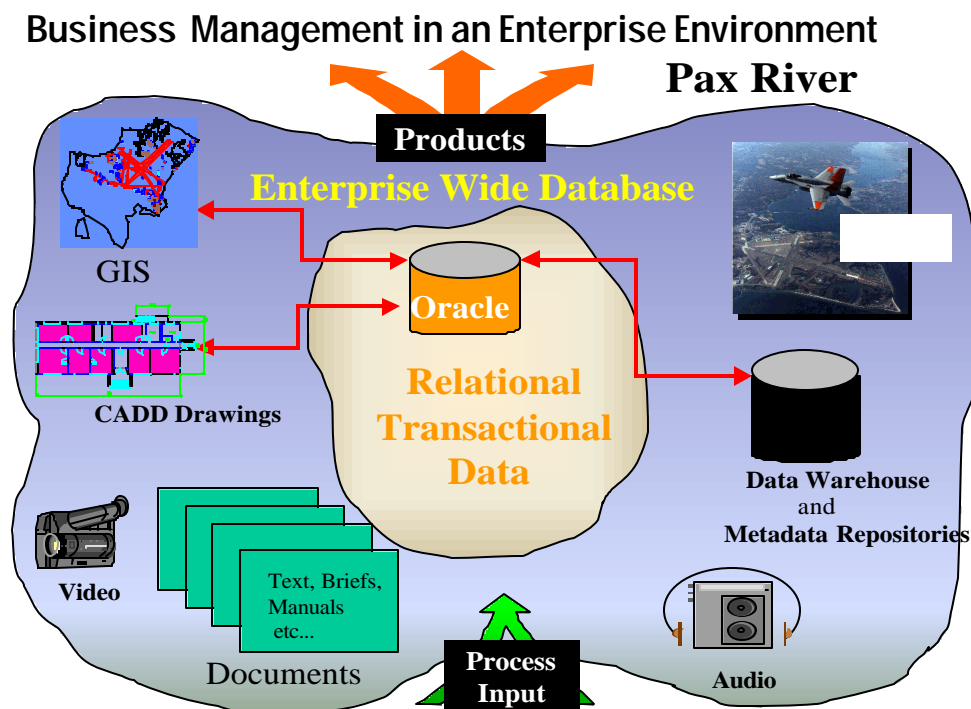 Business Management in an Enterprise Environment
Pax River
Products
Enterprise Wide Database
GIS
Oracle
CADD Drawings
Relational
Transactional
Data
Data Warehouse
and
Metadata Repositories
Video
Text, Briefs,
Manuals
etc...
Documents
Process
Input
Audio